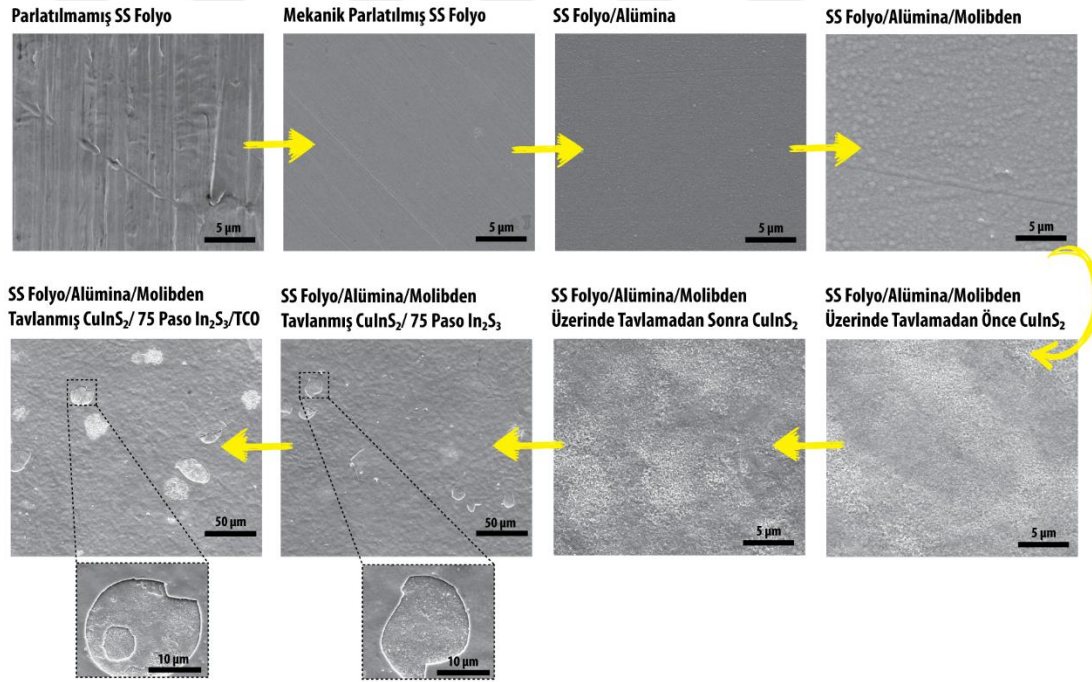 Parlatılmamış SS Folyo
Mekanik Parlatılmış SS Folyo
SS Folyo/Alümina
SS Folyo/Alümina/Molibden
5 µm
5 µm
5 µm
5 µm
SS Folyo/Alümina/Molibden
Tavlanmış CuInS₂/ 75 Paso In₂S₃/TCO
SS Folyo/Alümina/Molibden
Tavlanmış CuInS₂/ 75 Paso In₂S₃
SS Folyo/Alümina/Molibden
Üzerinde Tavlamadan Sonra CuInS₂
SS Folyo/Alümina/Molibden
Üzerinde Tavlamadan Önce CuInS₂
50 µm
50 µm
5 µm
5 µm
10 µm
10 µm